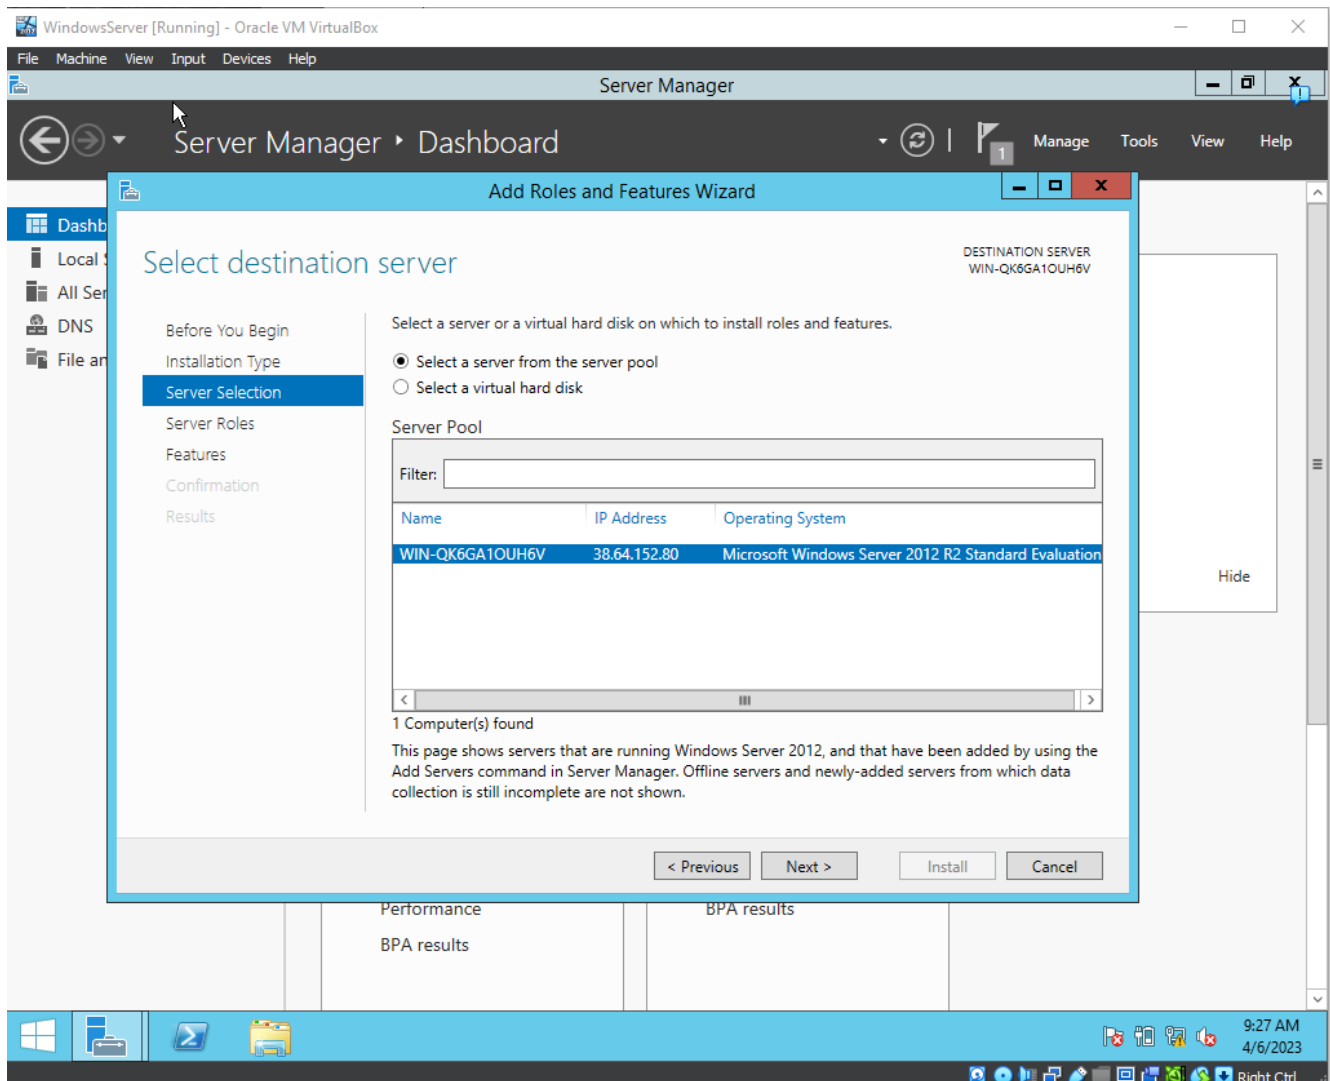 WindowsServer [Running] - Oracle VM VirtualBox
File Machine View Input Devices Help
Server Manager
Server Manager Dashboard
1
Manage Tools View Help
Add Roles and Features Wizard
Dashb
Local S
All Ser
DNS
File an
Select destination server
DESTINATION SERVER
WIN-QK6GA1OUH6V
Before You Begin
Installation Type
Server Selection
Server Roles
Features
Confirmation
Results
Select a server or a virtual hard disk on which to install roles and features.
Select a server from the server pool
Select a virtual hard disk
Server Pool
Filter:
Name IP Address Operating System
WIN-QK6GA1OUH6V 38.64.152.80 Microsoft Windows Server 2012 R2 Standard Evaluation
1 Computer(s) found
This page shows servers that are running Windows Server 2012, and that have been added by using the
Add Servers command in Server Manager. Offline servers and newly-added servers from which data
collection is still incomplete are not shown.
< Previous Next > Install Cancel
Hide
Performance
BPA results
BPA results
9:27 AM
4/6/2023
Right Ctrl